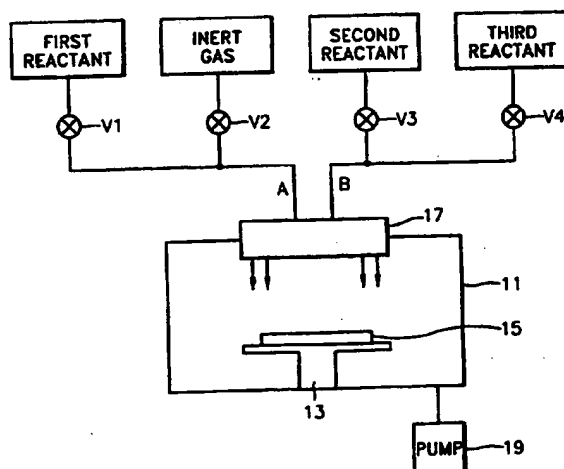 FIRST
REACTANT
INERT
GAS
SECOND
REACTANT
THIRD
REACTANT
V1
V2
V3
V4
A
B
17
11
15
13
PUMP
19